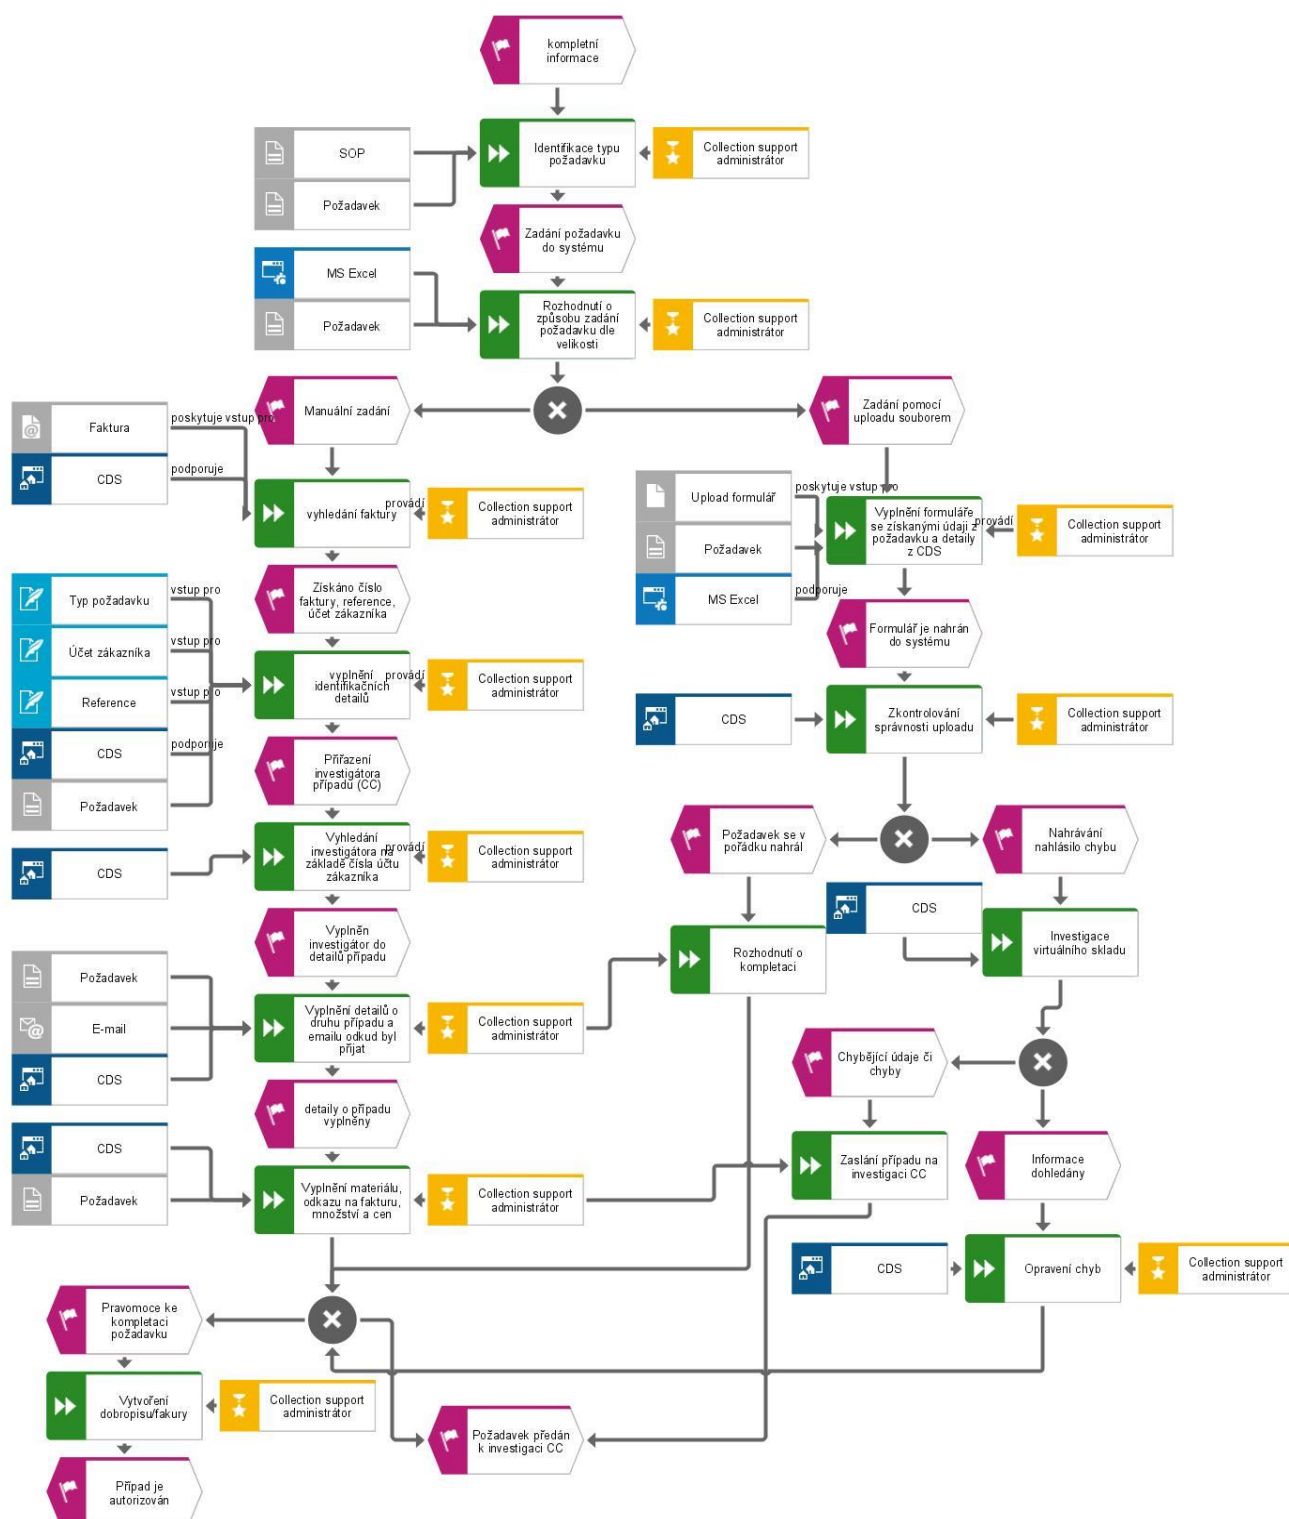 kompletní
informace
SOP
Identifikace typu
požadavku
Collection support
administrátor
Požadavek
Zadání požadavku
do systému
MS Excel
Rozhodnutí o
způsobu zadání
požadavku dle
velikosti
Collection support
administrátor
Požadavek
Manuální zadání
Zadání pomocí
uploadu souborem
Faktura
poskytuje vstup pro
CDS
podporuje
vyhledání faktury
provádí
Collection support
administrátor
Upload formulář
poskytuje vstup pro
Požadavek
MS Excel
podporuje
Vyplnění formuláře
se získanými údaji z
požadavku a detaily
z CDS
provádí
Collection support
administrátor
Získáno číslo
faktury, reference,
účet zákazníka
Formulář je nahrán
do systému
Typ požadavku
vstup pro
Účet zákazníka
vstup pro
Reference
vstup pro
CDS
podporuje
Požadavek
vyplnění
identifikačních
detailů
provádí
Collection support
administrátor
CDS
Zkontrolování
správnosti uploadu
Collection support
administrátor
Přiřazení
investigátora
případu (CC)
Požadavek se v
pořádku nahrál
Nahrávání
nahlásilo chybu
CDS
Vyhledání
investigátora na
základě čísla účtu
zákazníka
provádí
Collection support
administrátor
CDS
Vyplněn
investigátor do
detailů případu
Rozhodnutí o
kompletaci
Investigace
virtuálního skladu
Požadavek
E-mail
CDS
Vyplnění detailů o
druhu případu a
emailu odkud byl
přijat
Collection support
administrátor
Chybějící údaje či
chyby
detaily o případu
vyplněny
CDS
Požadavek
Vyplnění materiálu,
odkazu na fakturu,
množství a cen
Collection support
administrátor
Zaslání případu na
investigaci CC
Informace
dohledány
CDS
Opravení chyb
Collection support
administrátor
Pravomoce ke
kompletaci
požadavku
Vytvoření
dobropisu/fakury
Collection support
administrátor
Požadavek předán
k investigaci CC
Případ je
autorizován